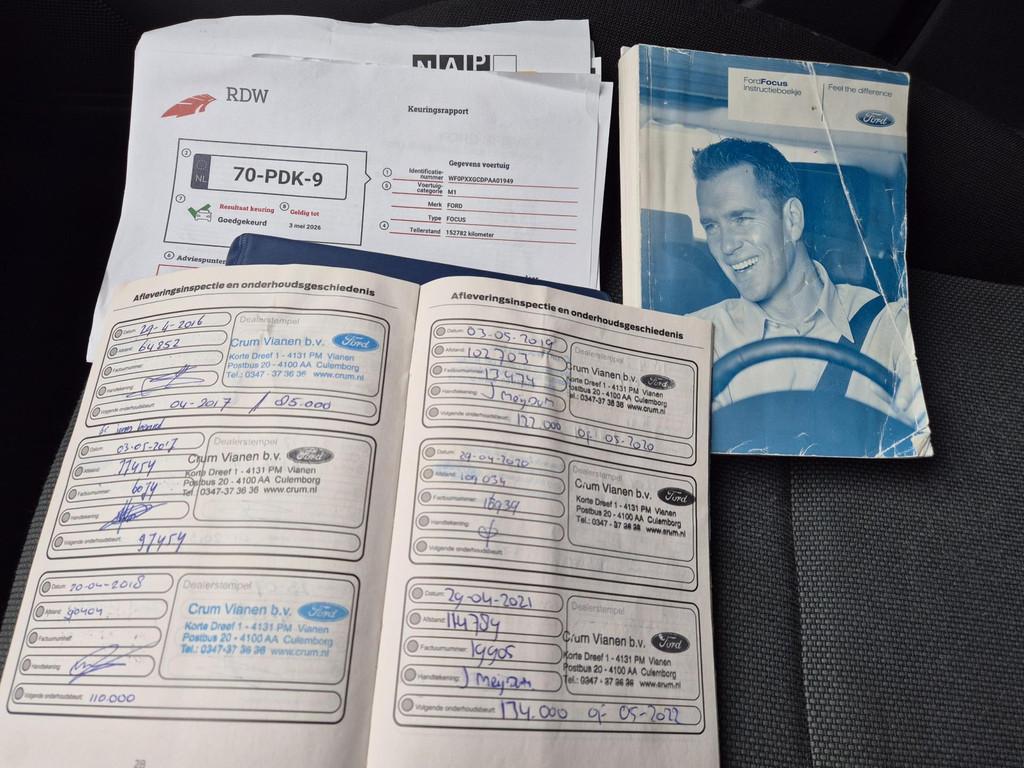 NAP
RDW
Keuringsrapport
70-PDK-9
NL
Resultaat keuring
Goedgekeurd
Geldig tot
3 mei 2026
Adviespunten
Gegevens voertuig
Identificatie-
nummer WF0PXXGCDPAA01949
Voertuig-
categorie M1
Merk FORD
Type FOCUS
Tellerstand 152782 kilometer
FordFocus
Instructieboekje
Feel the difference
Ford
Afleveringsinspectie en onderhoudsgeschiedenis
Datum: 29-4-2016
Afstand: 64852
Factuurnummer:
Handtekening:
Volgende onderhoudsbeurt: 04-2017 / 85.000
Dealerstempel
Crum Vianen b.v. Ford
Korte Dreef 1 - 4131 PM Vianen
Postbus 20 - 4100 AA Culemborg
Tel.: 0347 - 37 36 36 www.crum.nl
Datum: 03-05-2017
Afstand: 77454
Factuurnummer: 6074
Handtekening:
Volgende onderhoudsbeurt: 97454
Dealerstempel
Crum Vianen b.v. Ford
Korte Dreef 1 - 4131 PM Vianen
Postbus 20 - 4100 AA Culemborg
Tel.: 0347-37 36 36 www.crum.nl
Datum: 20-04-2018
Afstand: 90404
Factuurnummer:
Handtekening:
Volgende onderhoudsbeurt: 110.000
Dealerstempel
Crum Vianen b.v. Ford
Korte Dreef 1 - 4131 PM Vianen
Postbus 20 - 4100 AA Culemborg
Tel.: 0347-37 36 36 www.crum.nl
28
Afleveringsinspectie en onderhoudsgeschiedenis
Datum: 03-05-2019
Afstand: 102703
Factuurnummer: 13474
Handtekening:
Volgende onderhoudsbeurt: 122.000 of 05-2020
Dealerstempel
Crum Vianen b.v. Ford
Korte Dreef 1 - 4131 PM Vianen
Postbus 20 - 4100 AA Culemborg
Tel.: 0347-37 36 36 www.crum.nl
Datum: 29-04-2020
Afstand: 109034
Factuurnummer: 16939
Handtekening:
Volgende onderhoudsbeurt:
Dealerstempel
Crum Vianen b.v. Ford
Korte Dreef 1 - 4131 PM Vianen
Postbus 20 - 4100 AA Culemborg
Tel.: 0347 - 37 36 36 www.crum.nl
Datum: 29-04-2021
Afstand: 114784
Factuurnummer: 19905
Handtekening:
Volgende onderhoudsbeurt: 134.000 of 05-2022
Dealerstempel
Crum Vianen b.v. Ford
Korte Dreef 1 - 4131 PM Vianen
Postbus 20 - 4100 AA Culemborg
Tel.: 0347 - 37 36 36 www.crum.nl